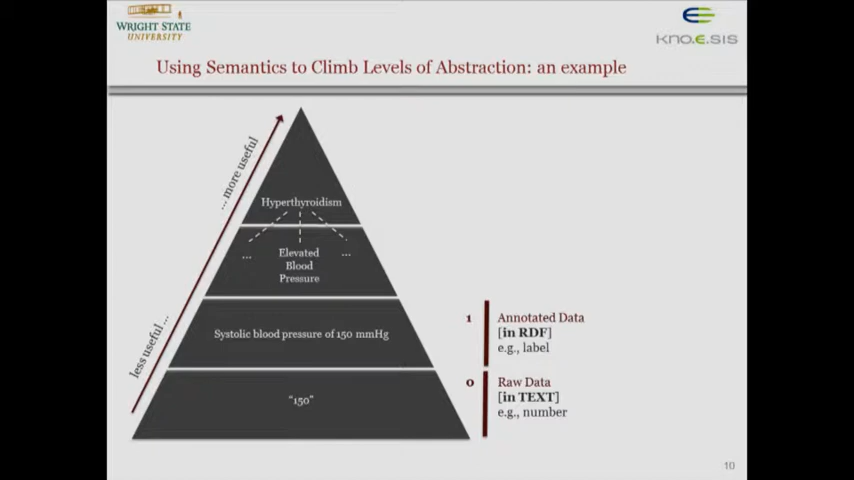 WRIGHT STATE
UNIVERSITY
KNO.E.SIS
Using Semantics to Climb Levels of Abstraction: an example
... more useful
less useful ...
Hyperthyroidism
...
Elevated
Blood
Pressure
...
Systolic blood pressure of 150 mmHg
"150"
1
Annotated Data
[in RDF]
e.g., label
0
Raw Data
[in TEXT]
e.g., number
10